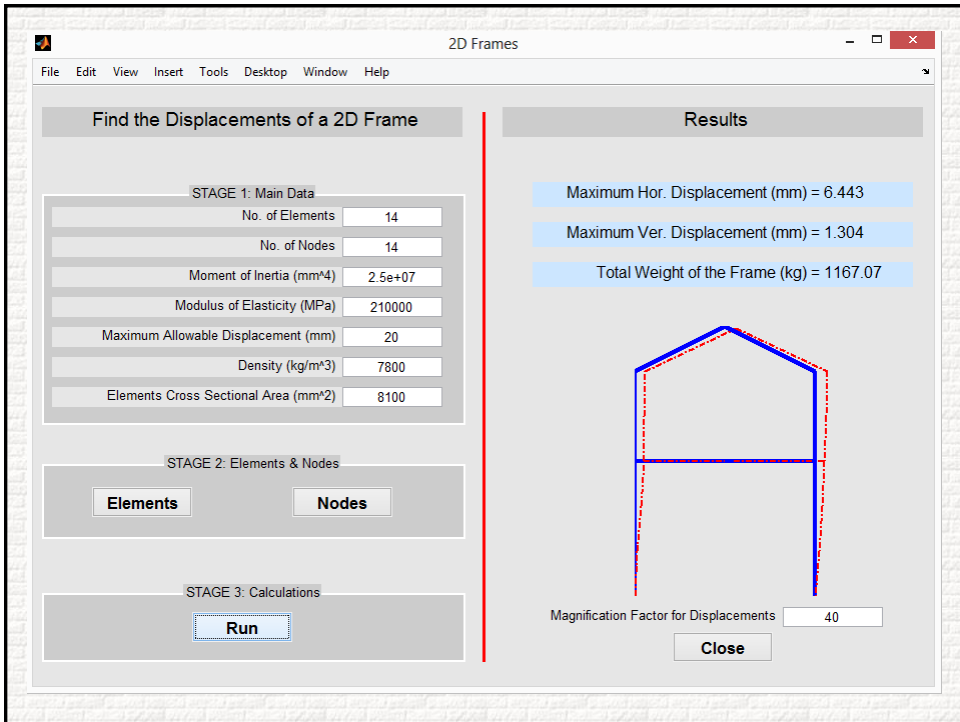 2D Frames
File Edit View Insert Tools Desktop Window Help
Find the Displacements of a 2D Frame
STAGE 1: Main Data
No. of Elements 14
No. of Nodes 14
Moment of Inertia (mm^4) 2.5e+07
Modulus of Elasticity (MPa) 210000
Maximum Allowable Displacement (mm) 20
Density (kg/m^3) 7800
Elements Cross Sectional Area (mm^2) 8100
STAGE 2: Elements & Nodes
Elements Nodes
STAGE 3: Calculations
Run
Results
Maximum Hor. Displacement (mm) = 6.443
Maximum Ver. Displacement (mm) = 1.304
Total Weight of the Frame (kg) = 1167.07
Magnification Factor for Displacements 40
Close